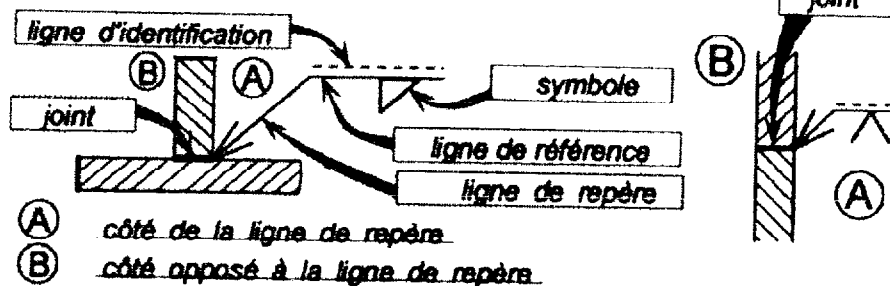 joint
ligne d'identification
B A
B
symbole
joint
ligne de référence
ligne de repère
A
A côté de la ligne de repère
B côté opposé à la ligne de repère